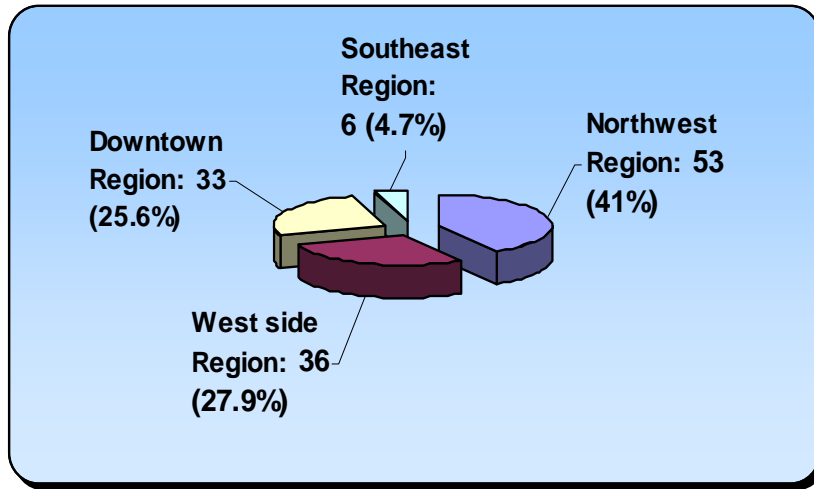 Southeast
Region:
6 (4.7%)
Northwest
Region: 53
(41%)
Downtown
Region: 33
(25.6%)
West side
Region: 36
(27.9%)